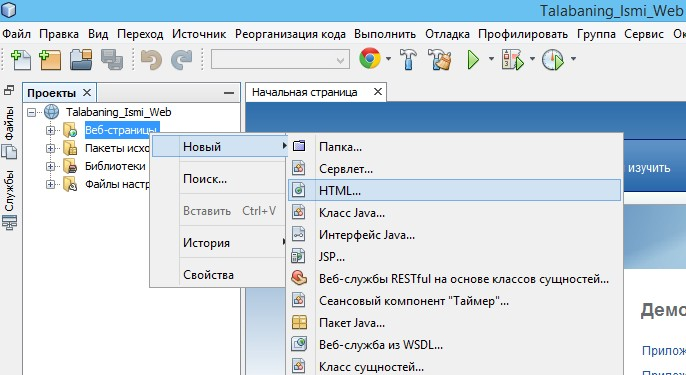 Talabaning_Ismi_Web
Файл Правка Вид Переход Источник Реорганизация кода Выполнить Отладка Профилировать Группа Сервис
Файлы
Службы
Проекты
Начальная страница
Talabaning_Ismi_Web
Веб-страницы
Пакеты исхо
Библиотеки
Файлы настр
Новый
Поиск...
Вставить Ctrl+V
История
Свойства
Папка...
Сервлет...
HTML...
Класс Java...
Интерфейс Java...
JSP...
Веб-службы RESTful на основе классов сущностей...
Сеансовый компонент "Таймер"...
Пакет Java...
Веб-служба из WSDL...
Класс сущностей...
изучить
Демо
Прилож